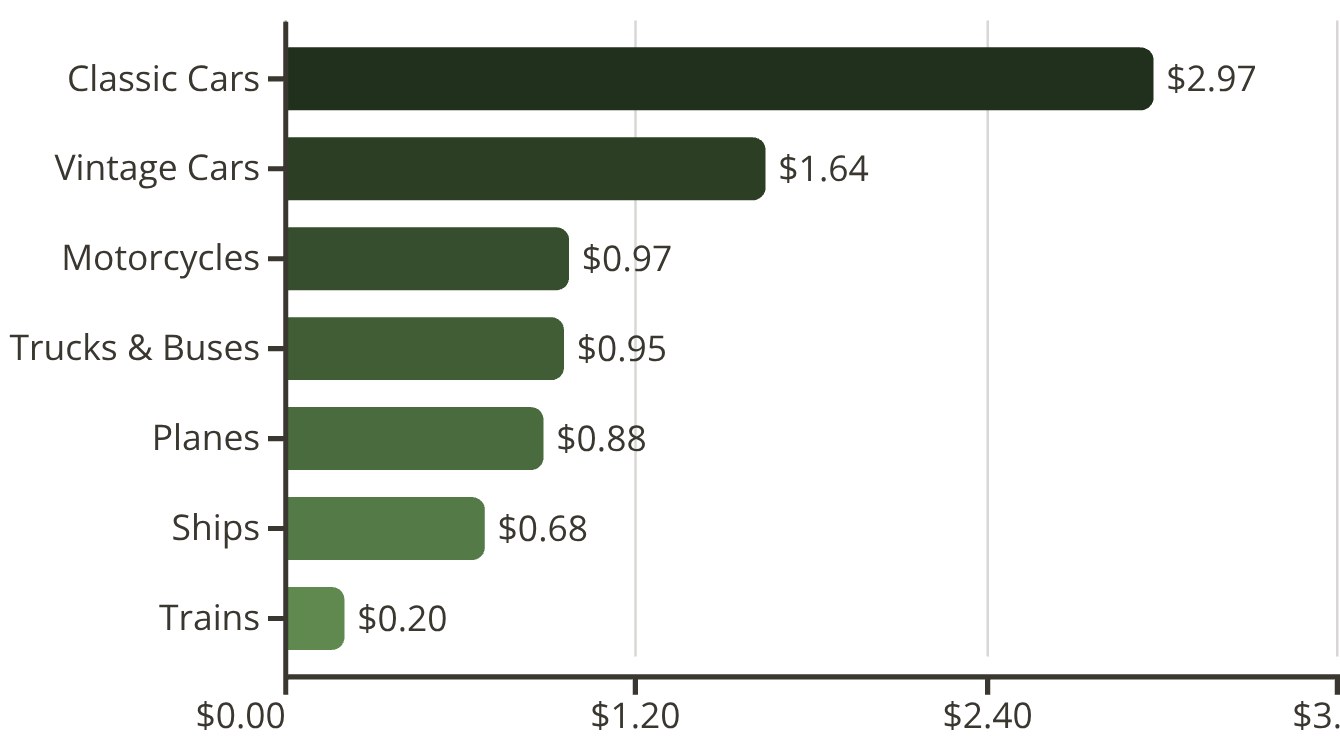 Classic Cars $2.97
Vintage Cars $1.64
Motorcycles $0.97
Trucks & Buses $0.95
Planes $0.88
Ships $0.68
Trains $0.20
$0.00 $1.20 $2.40 $3.